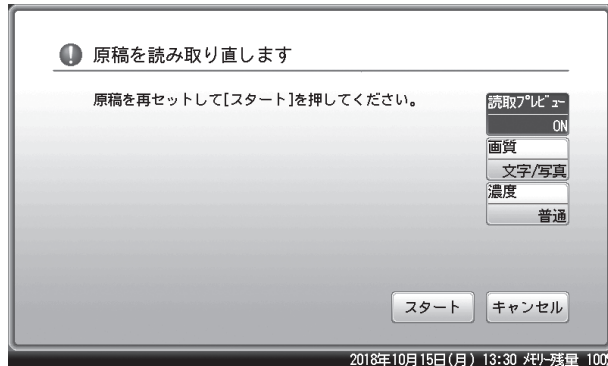 原稿を読み取り直します
原稿を再セットして[スタート]を押してください。
読取プレビュー
ON
画質
文字/写真
濃度
普通
スタート
キャンセル
2018年10月15日(月) 13:30 メモリー残量 100%